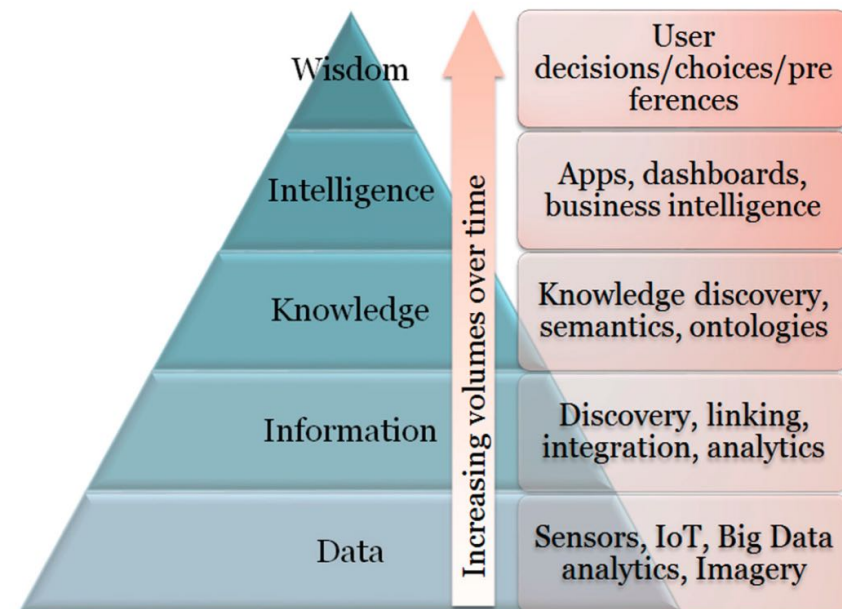 Wisdom
Intelligence
Knowledge
Information
Data
Increasing volumes over time
User
decisions/choices/pre
ferences
Apps, dashboards,
business intelligence
Knowledge discovery,
semantics, ontologies
Discovery, linking,
integration, analytics
Sensors, IoT, Big Data
analytics, Imagery